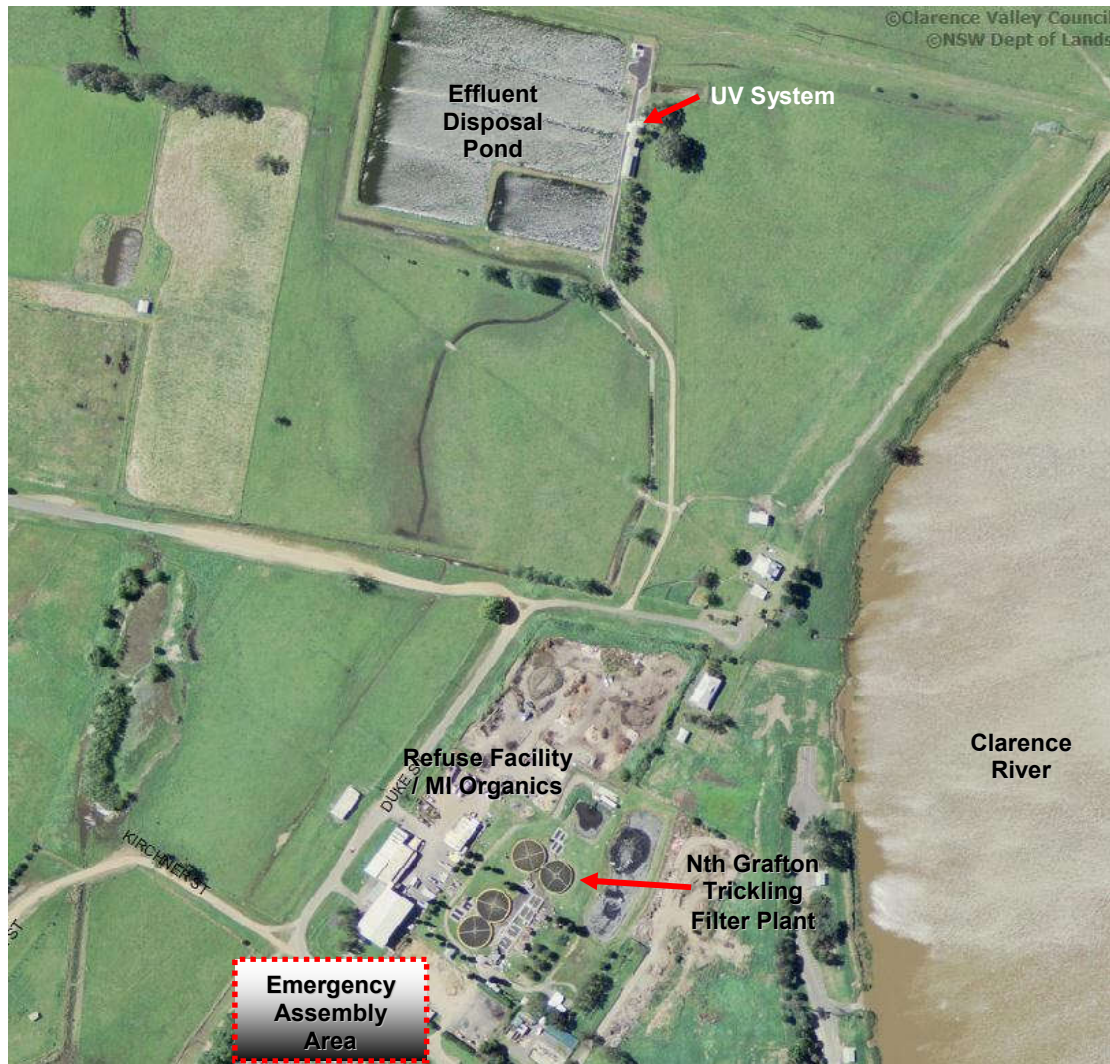 ©Clarence Valley Council
©NSW Dept of Lands
Effluent
Disposal
Pond
UV System
Clarence
River
Refuse Facility
/ MI Organics
DUKE ST
KIRCHNER ST
ST
Nth Grafton
Trickling
Filter Plant
Emergency
Assembly
Area